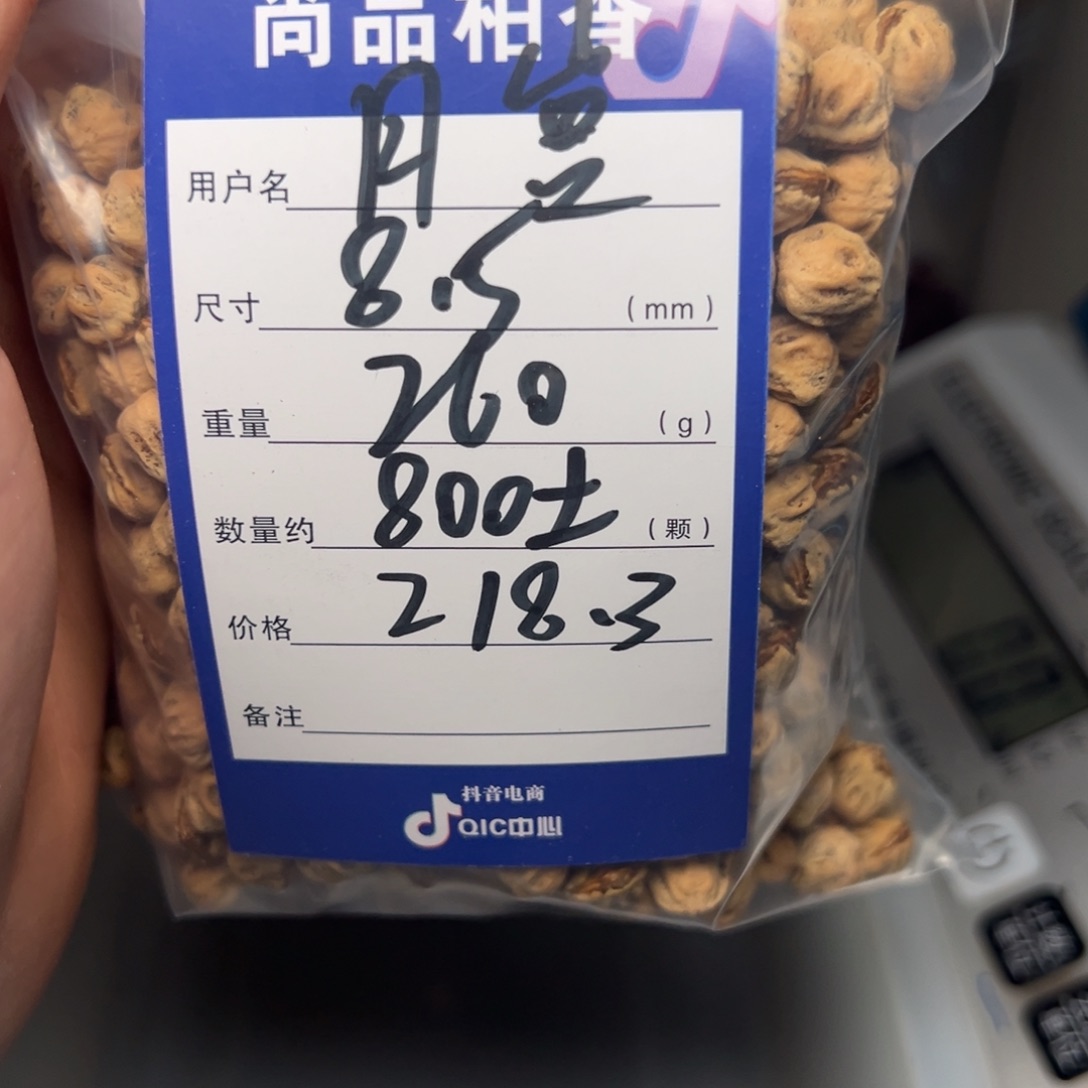 尚品柏香
用户名 月岩
尺寸 8.5 (mm)
重量 260 (g)
数量约 800± (颗)
价格 218.3
备注
抖音电商
QIC中心